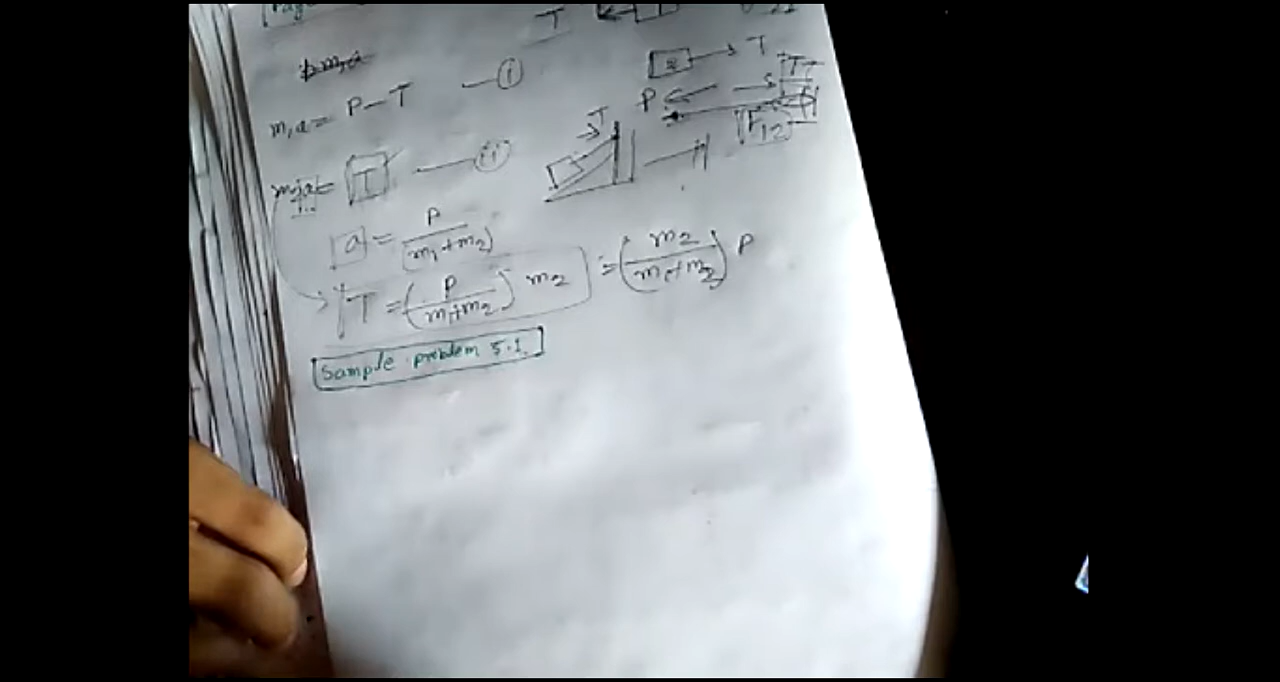 T
m₁a = P - T — (i)
m₂a = T — (ii)
a = P / (m₁ + m₂)
T = (P / (m₁ + m₂)) m₂ = (m₂ / (m₁ + m₂)) P
Sample problem 5.1
T
P
T
F12